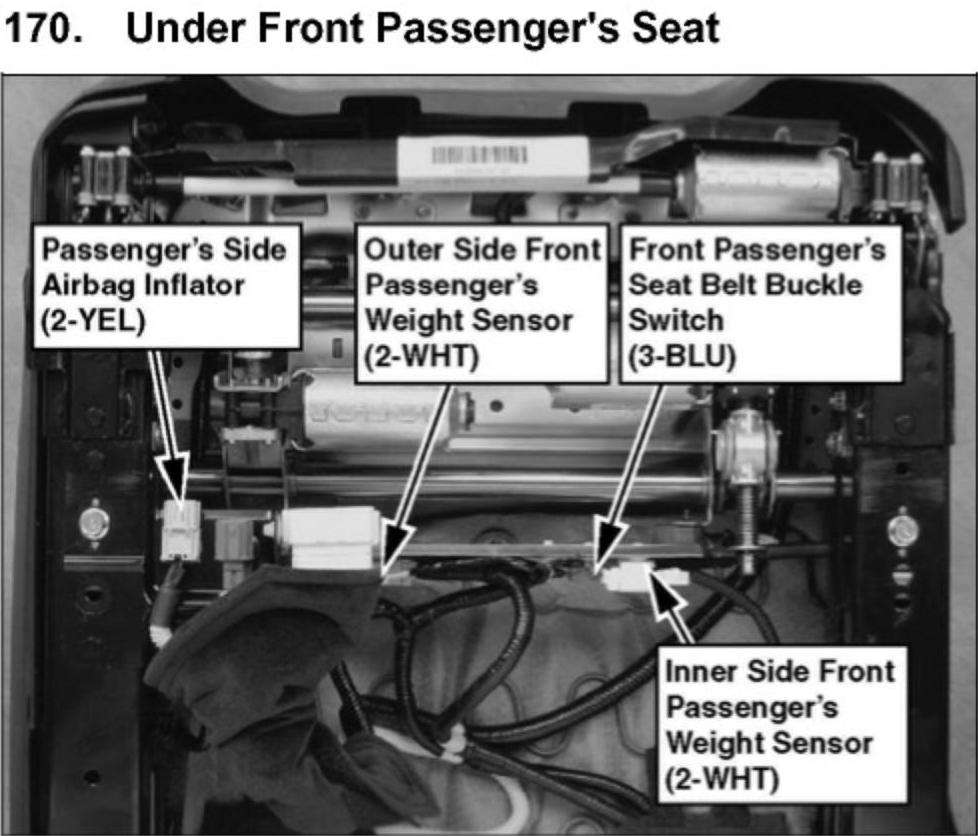 170. Under Front Passenger's Seat
Passenger's Side
Airbag Inflator
(2-YEL)
Outer Side Front
Passenger's
Weight Sensor
(2-WHT)
Front Passenger's
Seat Belt Buckle
Switch
(3-BLU)
Inner Side Front
Passenger's
Weight Sensor
(2-WHT)